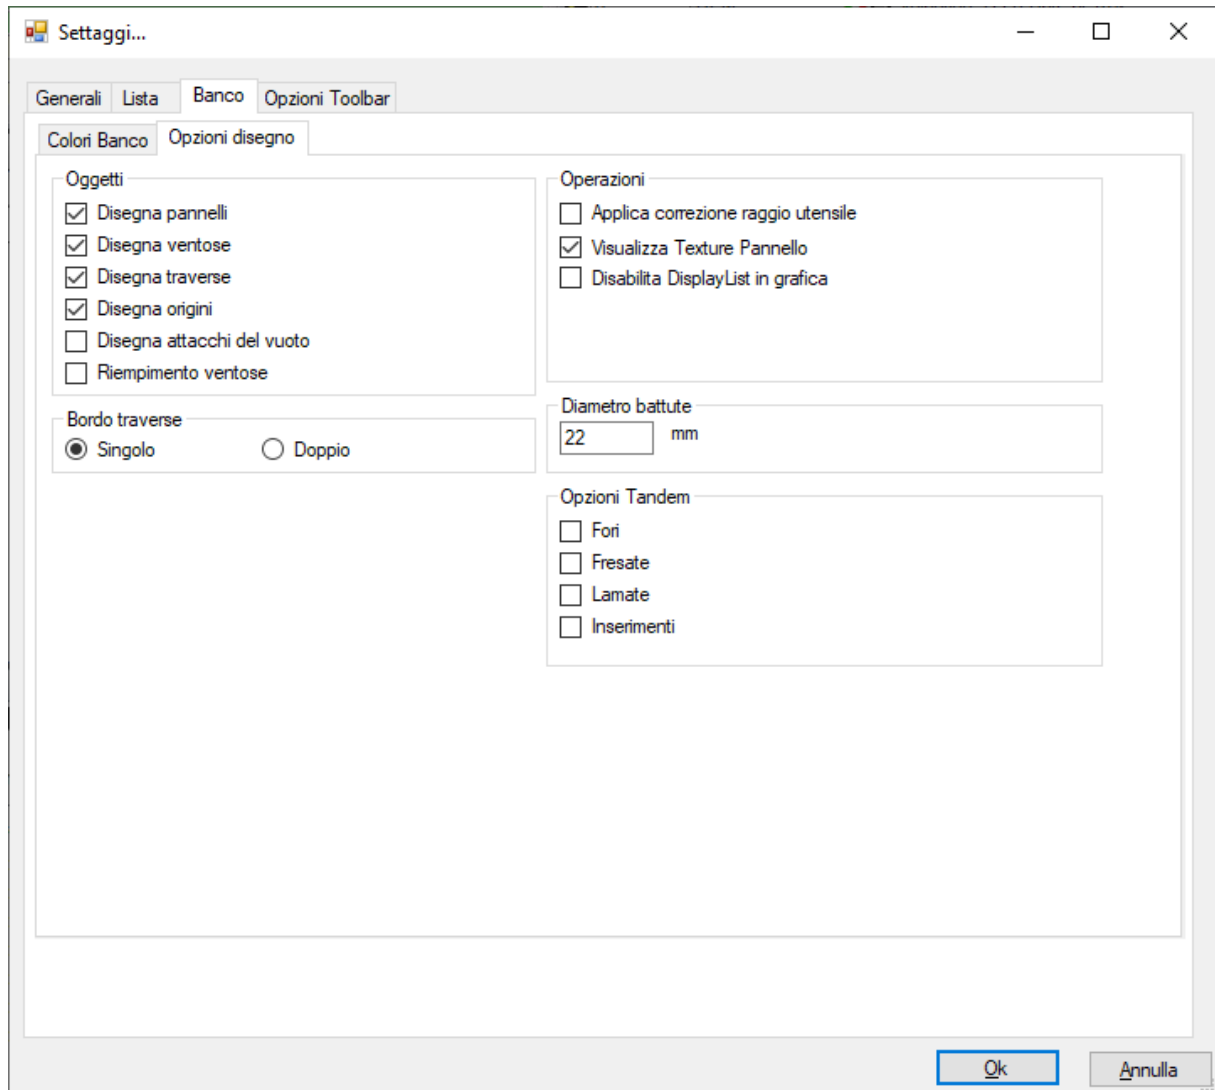 Settaggi...
Generali Lista Banco Opzioni Toolbar
Colori Banco Opzioni disegno
Oggetti
Disegna pannelli
Disegna ventose
Disegna traverse
Disegna origini
Disegna attacchi del vuoto
Riempimento ventose
Bordo traverse
Singolo Doppio
Operazioni
Applica correzione raggio utensile
Visualizza Texture Pannello
Disabilita DisplayList in grafica
Diametro battute
22 mm
Opzioni Tandem
Fori
Fresate
Lamate
Inserimenti
Ok Annulla